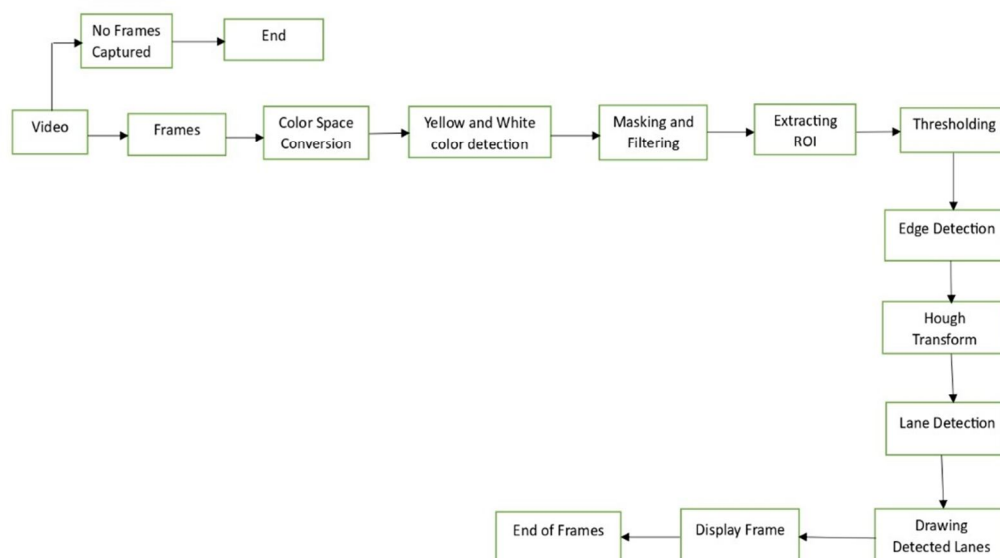 No Frames
Captured
End
Video
Frames
Color Space
Conversion
Yellow and White
color detection
Masking and
Filtering
Extracting
ROI
Thresholding
Edge Detection
Hough
Transform
Lane Detection
Drawing
Detected Lanes
Display Frame
End of Frames